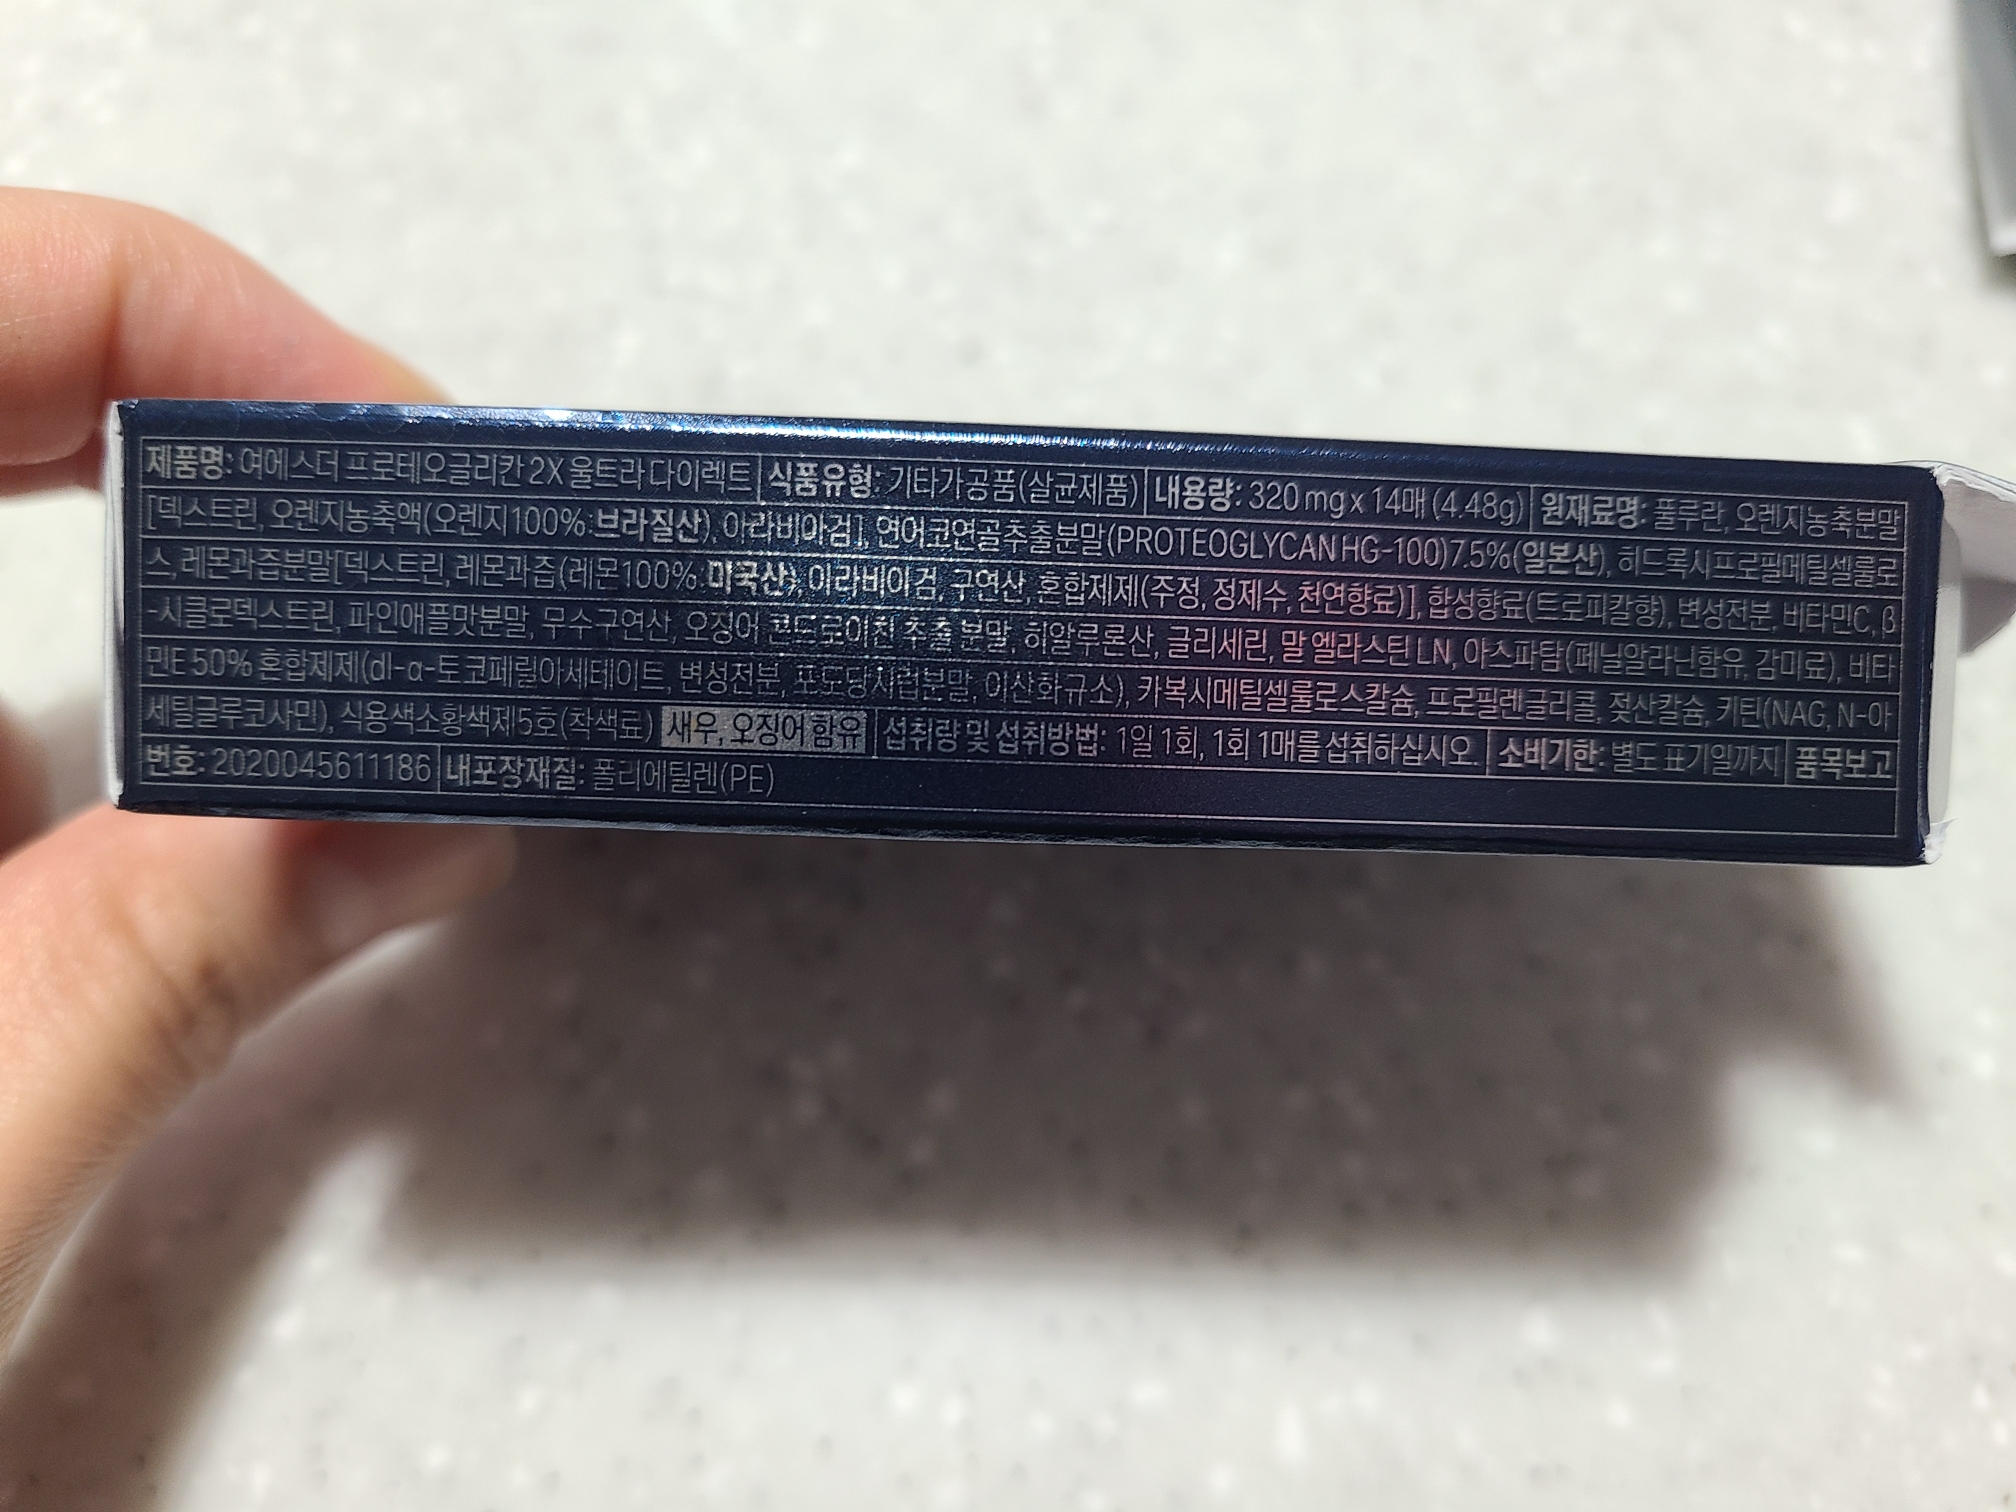 제품명: 여에스더 프로테오글리칸 2X 울트라 다이렉트 식품유형: 기타가공품(살균제품) 내용량: 320 mg x 14매 (4.48g) 원재료명: 풀루란, 오렌지농축분말
[덱스트린, 오렌지농축액(오렌지100%:브라질산), 아라비아검], 연어코연골추출분말(PROTEOGLYCAN HG-100)7.5%(일본산), 히드록시프로필메틸셀룰로
스, 레몬과즙분말[덱스트린, 레몬과즙(레몬100%:미국산), 아라비아검, 구연산, 혼합제제(주정, 정제수, 천연향료)], 합성향료(트로피칼향), 변성전분, 비타민C, β
-시클로덱스트린, 파인애플맛분말, 무수구연산, 오징어 콘드로이친 추출 분말, 히알루론산, 글리세린, 말 엘라스틴 LN, 아스파탐(페닐알라닌함유, 감미료), 비타
민E 50% 혼합제제(dl-α-토코페릴아세테이트, 변성전분, 포도당시럽분말, 이산화규소), 카복시메틸셀룰로스칼슘, 프로필렌글리콜, 젖산칼슘, 키틴(NAG, N-아
세틸글루코사민), 식용색소황색제5호(착색료) 새우, 오징어 함유 섭취량 및 섭취방법: 1일 1회, 1회 1매를 섭취하십시오. 소비기한: 별도 표기일까지 품목보고
번호: 2020045611186 내포장재질: 폴리에틸렌(PE)